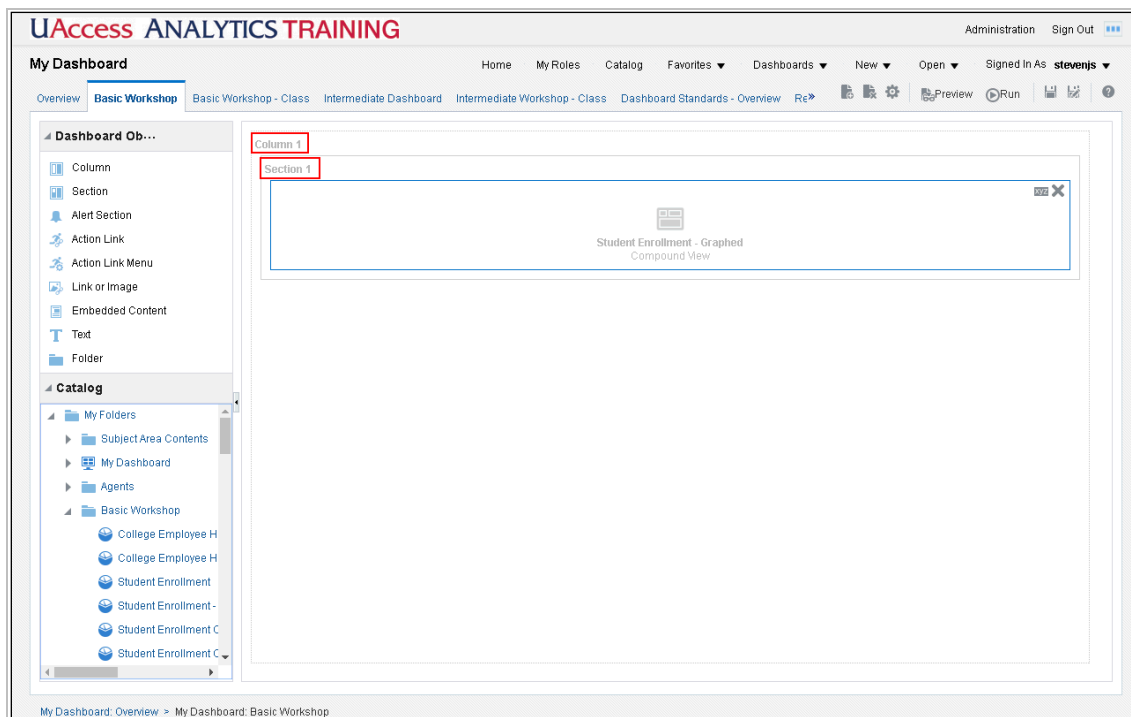 UAccess ANALYTICS TRAINING
Administration Sign Out
My Dashboard
Home My Roles Catalog Favorites Dashboards New Open Signed In As stevenjs
Overview Basic Workshop Basic Workshop - Class Intermediate Dashboard Intermediate Workshop - Class Dashboard Standards - Overview Re» Preview Run
Dashboard Ob...
Column
Section
Alert Section
Action Link
Action Link Menu
Link or Image
Embedded Content
Text
Folder
Catalog
My Folders
Subject Area Contents
My Dashboard
Agents
Basic Workshop
College Employee H
College Employee H
Student Enrollment
Student Enrollment -
Student Enrollment C
Student Enrollment C
Column 1
Section 1
xyz
Student Enrollment - Graphed
Compound View
My Dashboard: Overview > My Dashboard: Basic Workshop